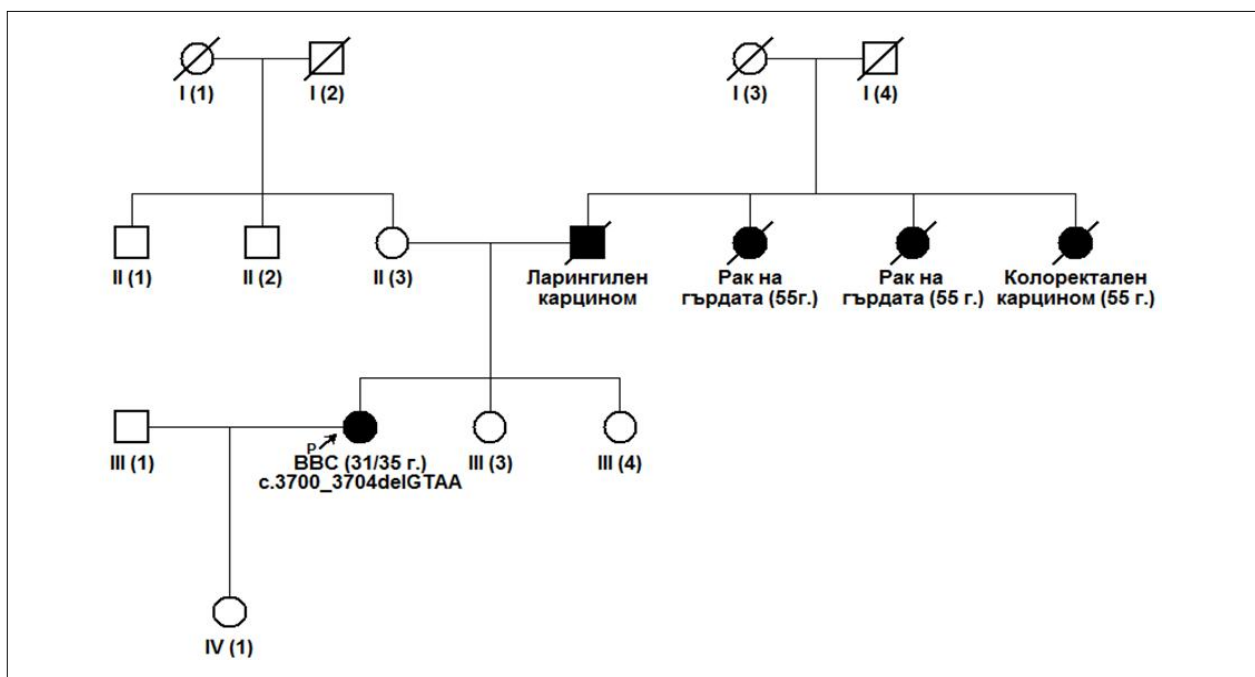 I (1)
I (2)
I (3)
I (4)
II (1)
II (2)
II (3)
Ларингилен
карцином
Рак на
гърдата (55г.)
Рак на
гърдата (55 г.)
Колоректален
карцином (55 г.)
III (1)
P
BBC (31/35 г.)
c.3700_3704delGTAA
III (3)
III (4)
IV (1)